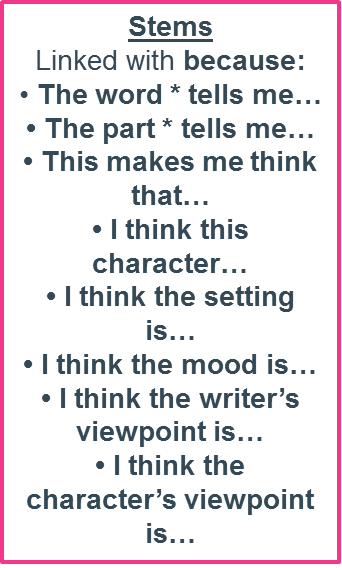 Stems
Linked with because:
• The word * tells me…
• The part * tells me…
• This makes me think
that…
• I think this
character…
• I think the setting
is…
• I think the mood is…
• I think the writer’s
viewpoint is…
• I think the
character’s viewpoint
is…